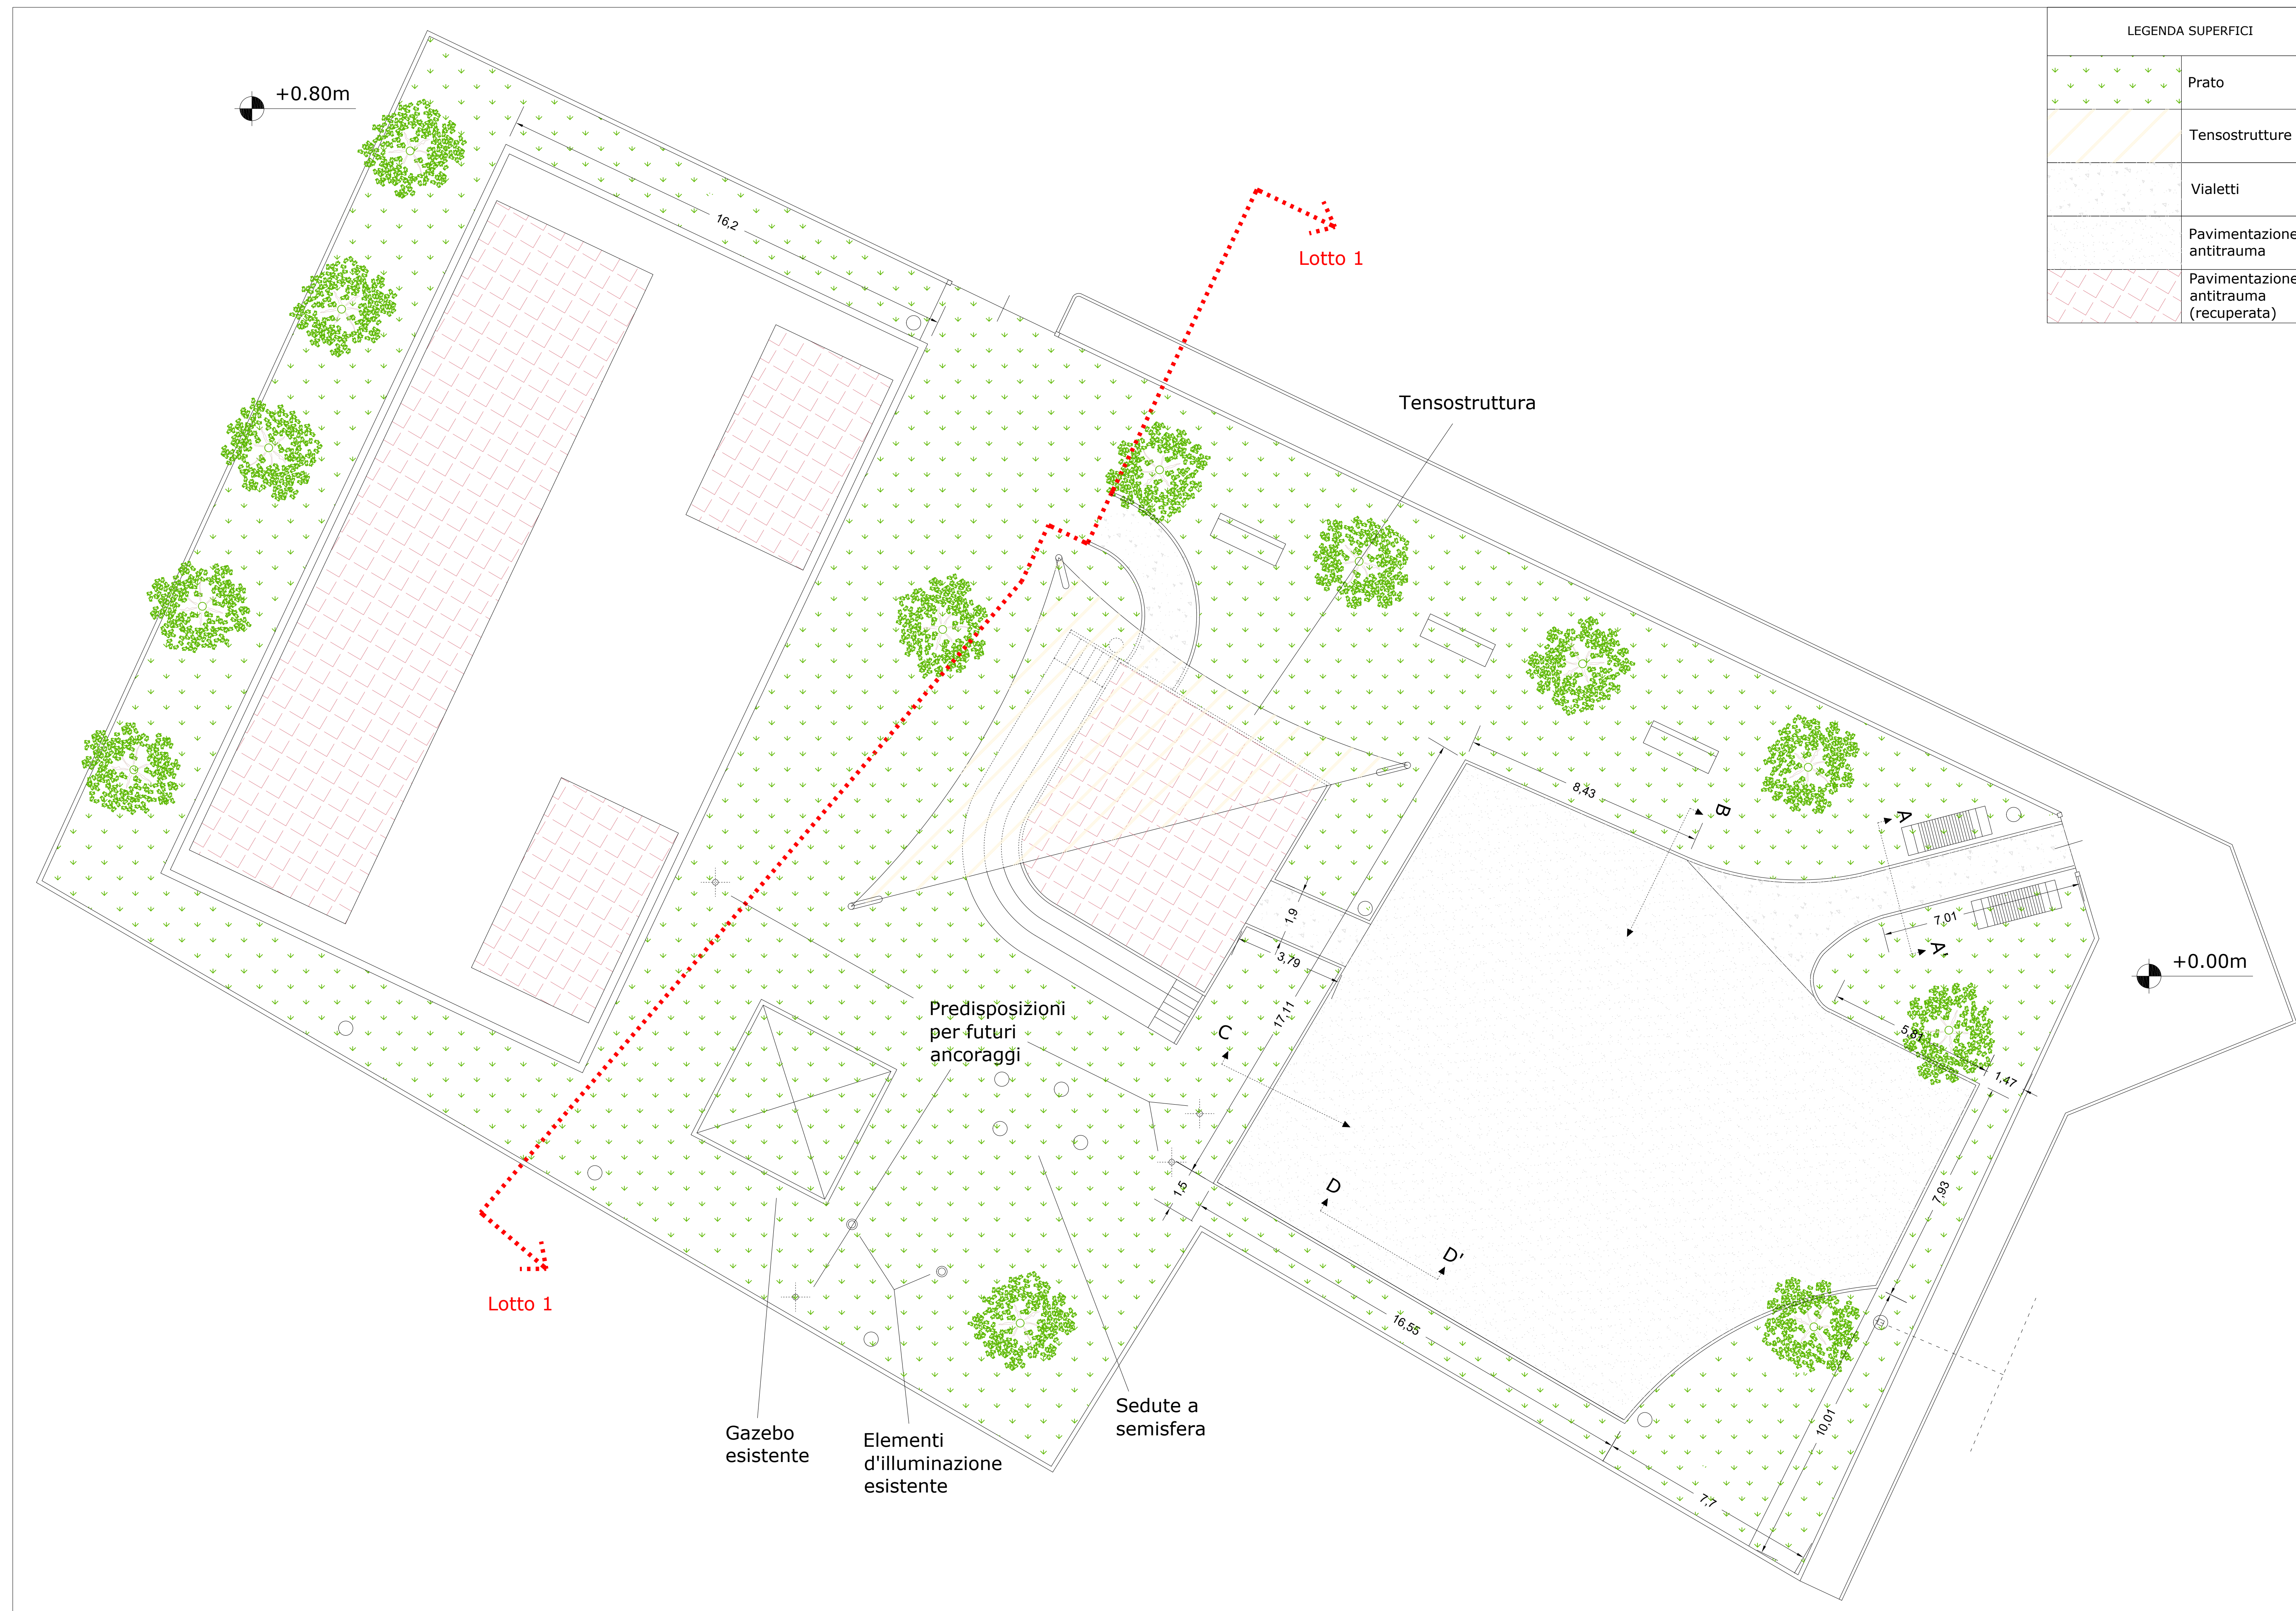 LEGENDA SUPERFICI
Prato
Tensostrutture
Vialetti
Pavimentazione
antitrauma
Pavimentazione
antitrauma
(recuperata)
+0.80m
16,2
Lotto 1
Tensostruttura
8,43
B
A
7,01
A'
+0.00m
1,9
3,79
17,11
C
5,81
1,47
Predisposizioni
per futuri
ancoraggi
D
1,5
7,93
D'
Lotto 1
16,55
10,01
7,7
Gazebo
esistente
Elementi
d'illuminazione
esistente
Sedute a
semisfera